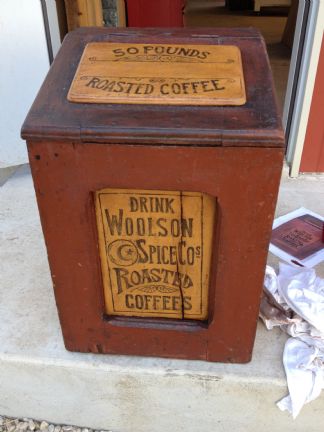 50 POUNDS
ROASTED COFFEE
DRINK
WOOLSON
SPICE CO'S
ROASTED
COFFEES